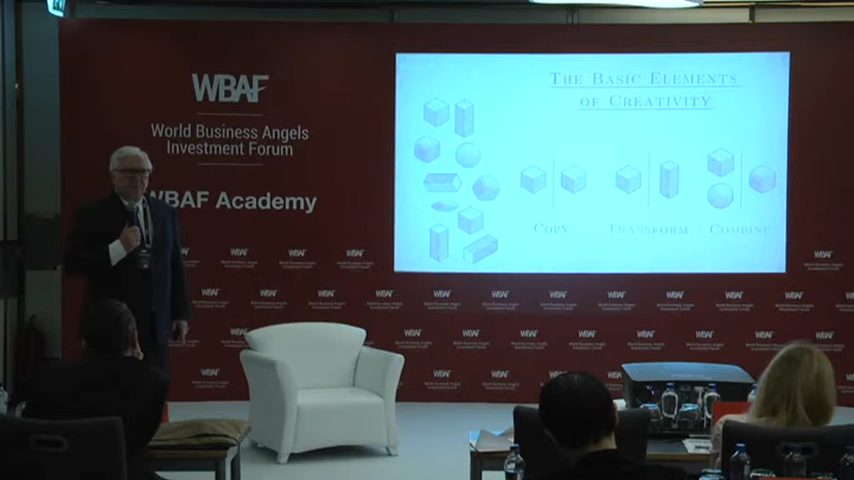 WBAF
World Business Angels
Investment Forum
WBAF Academy
THE BASIC ELEMENTS
OF CREATIVITY
COPY
TRANSFORM
COMBINE